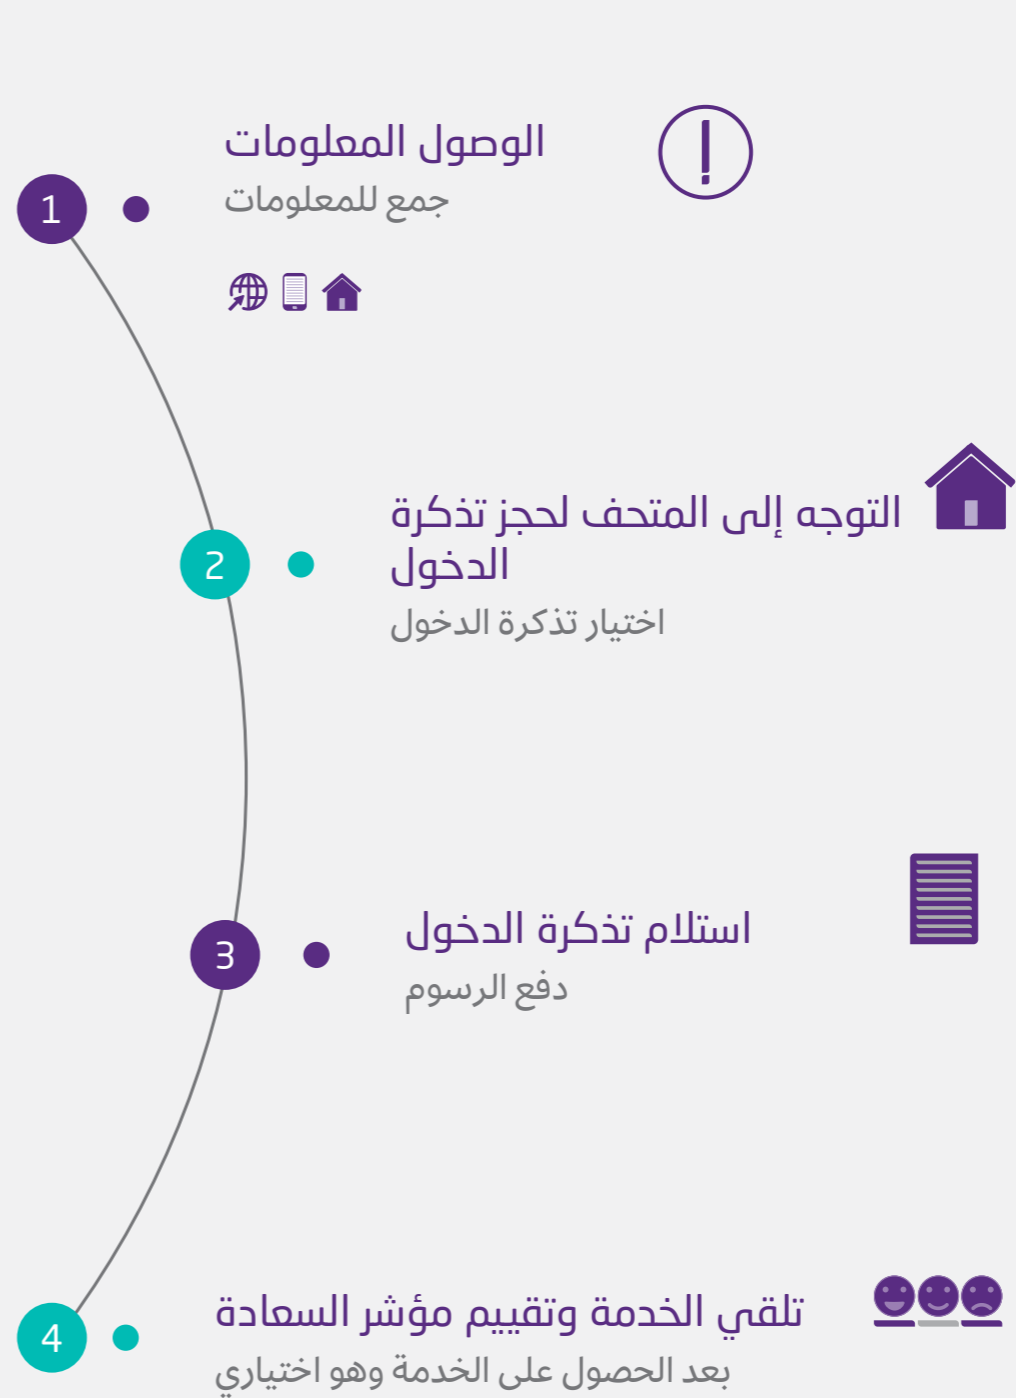 1
الوصول المعلومات
جمع للمعلومات
2
التوجه إلى المتحف لحجز تذكرة
الدخول
اختيار تذكرة الدخول
3
استلام تذكرة الدخول
دفع الرسوم
4
تلقي الخدمة وتقييم مؤشر السعادة
بعد الحصول على الخدمة وهو اختياري